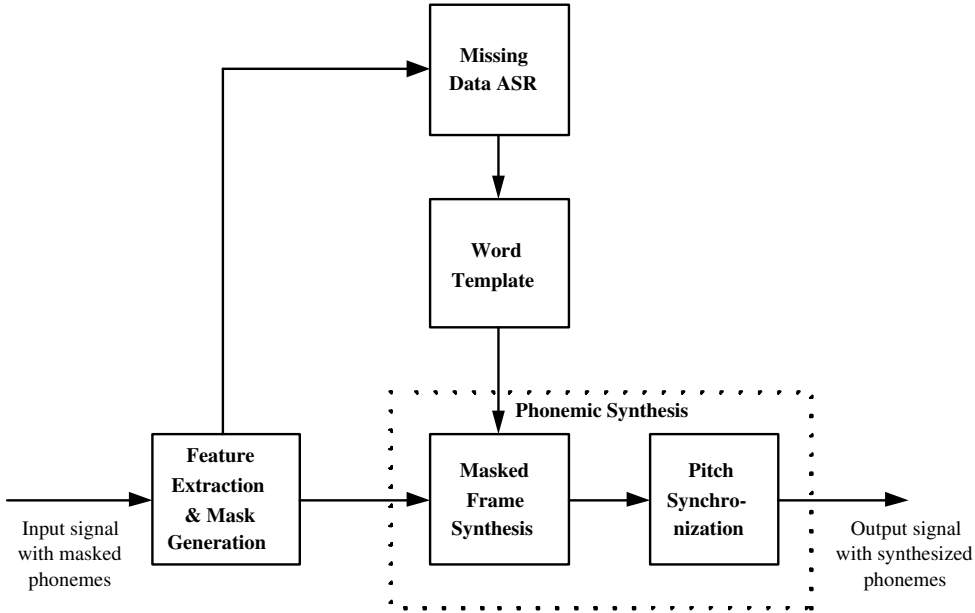 Missing
Data ASR
Word
Template
Phonemic Synthesis
Feature
Extraction
& Mask
Generation
Masked
Frame
Synthesis
Pitch
Synchro-
nization
Input signal
with masked
phonemes
Output signal
with synthesized
phonemes